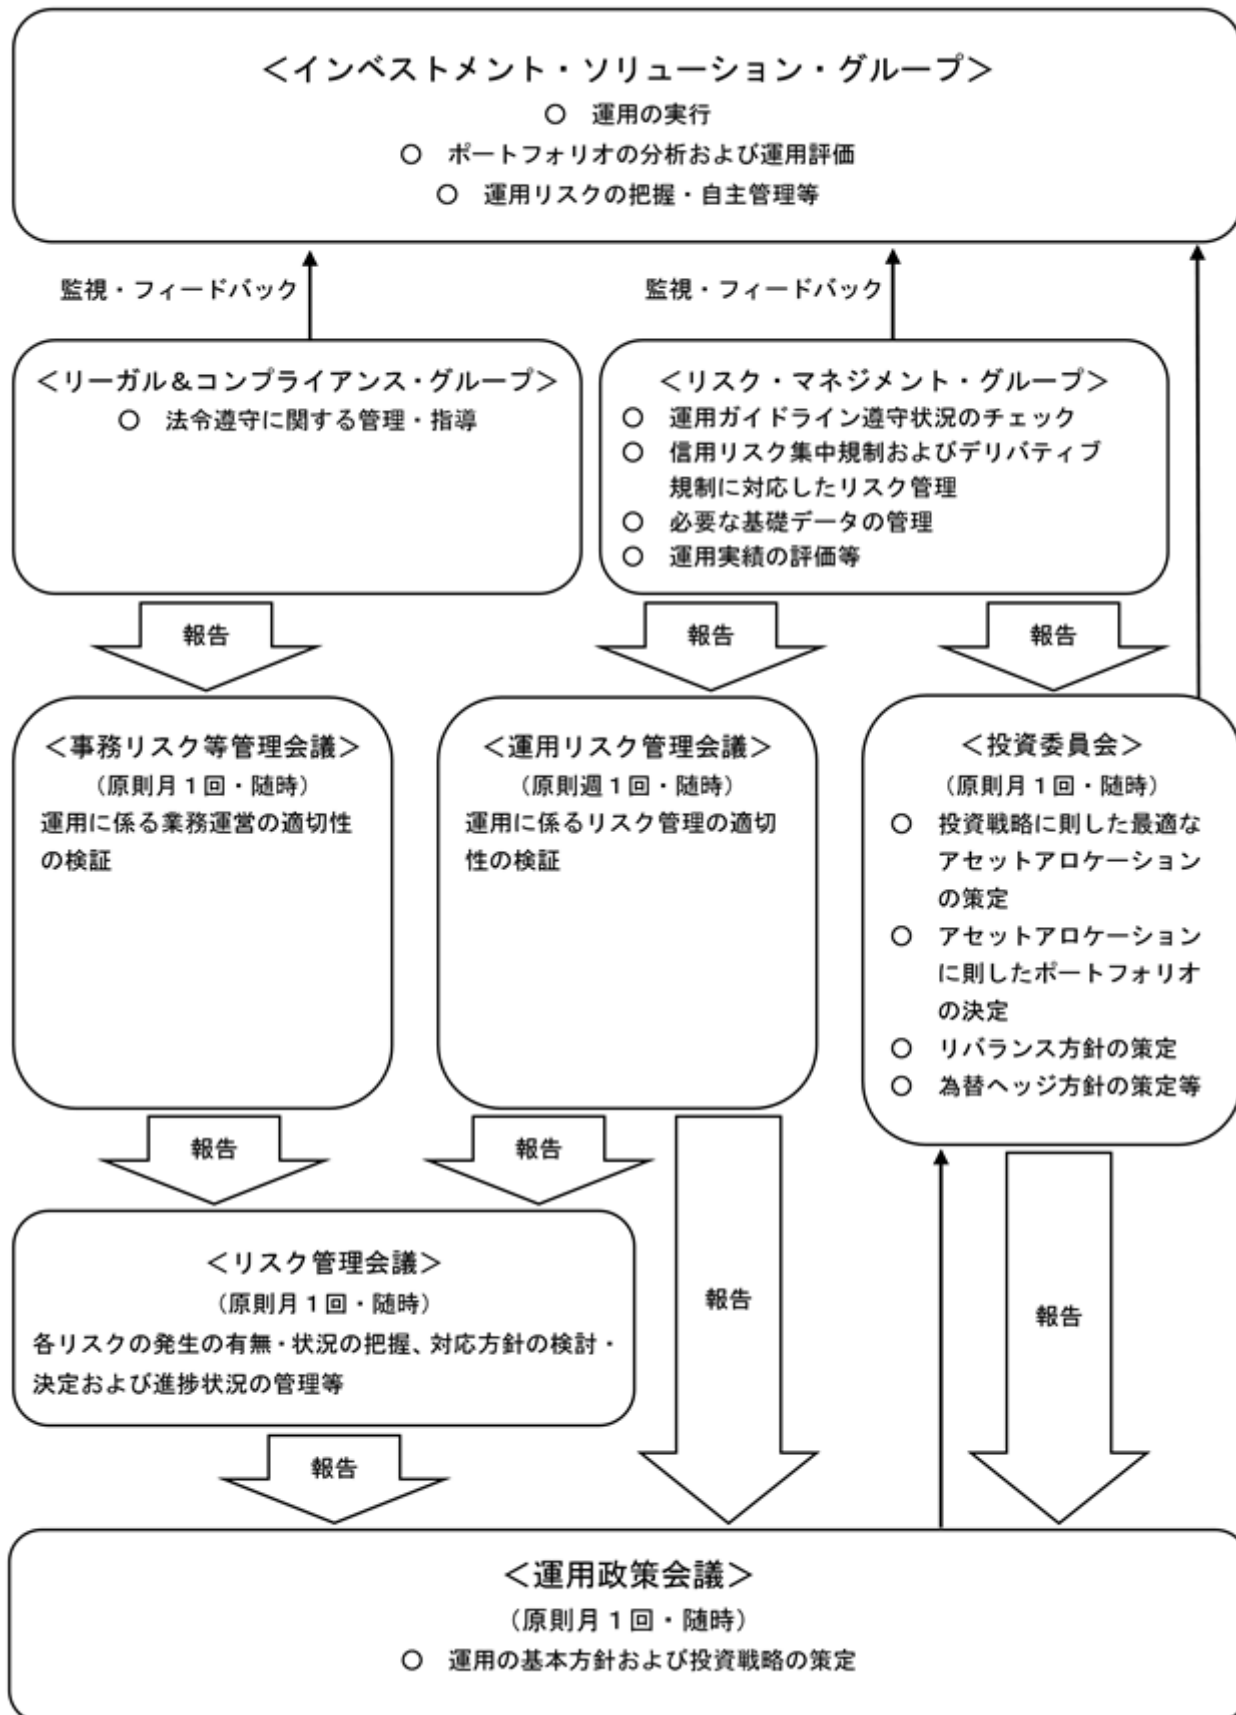 ＜インベストメント・ソリューション・グループ＞
○　運用の実行
○　ポートフォリオの分析および運用評価
○　運用リスクの把握・自主管理等
監視・フィードバック
監視・フィードバック
＜リーガル＆コンプライアンス・グループ＞
○　法令遵守に関する管理・指導
＜リスク・マネジメント・グループ＞
○　運用ガイドライン遵守状況のチェック
○　信用リスク集中規制およびデリバティブ
規制に対応したリスク管理
○　必要な基礎データの管理
○　運用実績の評価等
報告
報告
報告
＜事務リスク等管理会議＞
（原則月１回・随時）
運用に係る業務運営の適切性
の検証
＜運用リスク管理会議＞
（原則週１回・随時）
運用に係るリスク管理の適切
性の検証
＜投資委員会＞
（原則月１回・随時）
○　投資戦略に則した最適な
アセットアロケーション
の策定
○　アセットアロケーション
に則したポートフォリオ
の決定
○　リバランス方針の策定
○　為替ヘッジ方針の策定等
報告
報告
＜リスク管理会議＞
（原則月１回・随時）
各リスクの発生の有無・状況の把握、対応方針の検討・
決定および進捗状況の管理等
報告
報告
報告
＜運用政策会議＞
（原則月１回・随時）
○　運用の基本方針および投資戦略の策定